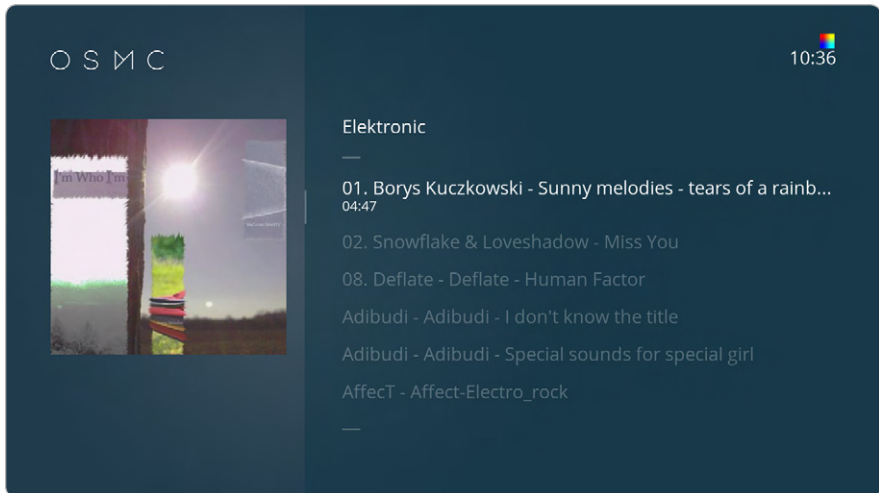 OSMC
10:36
Elektronic
01. Borys Kuczkowski - Sunny melodies - tears of a rainb...
04:47
02. Snowflake & Loveshadow - Miss You
08. Deflate - Deflate - Human Factor
Adibudi - Adibudi - I don't know the title
Adibudi - Adibudi - Special sounds for special girl
AffecT - Affect-Electro_rock
I'm Who I'm